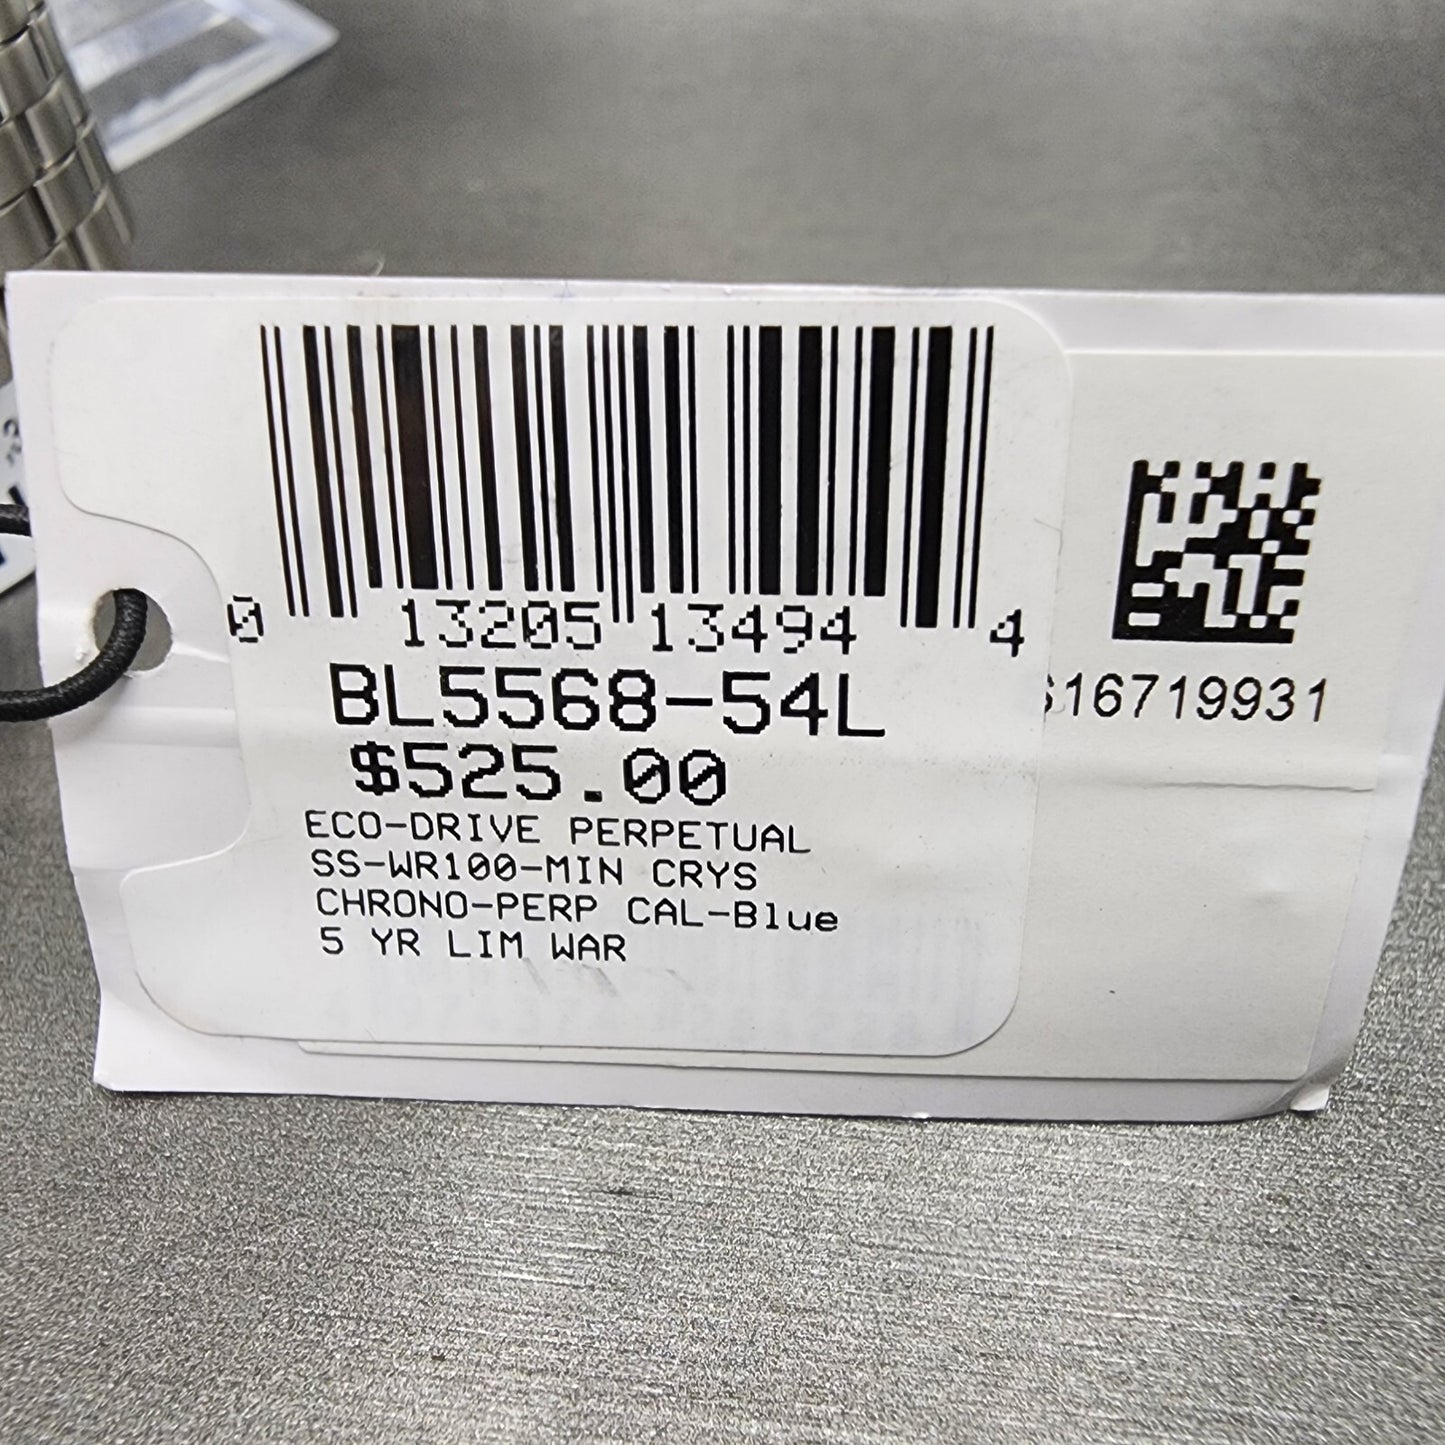 0 13205 13494 4
BL5568-54L
$525.00
ECO-DRIVE PERPETUAL
SS-WR100-MIN CRYS
CHRONO-PERP CAL-Blue
5 YR LIM WAR
16719931